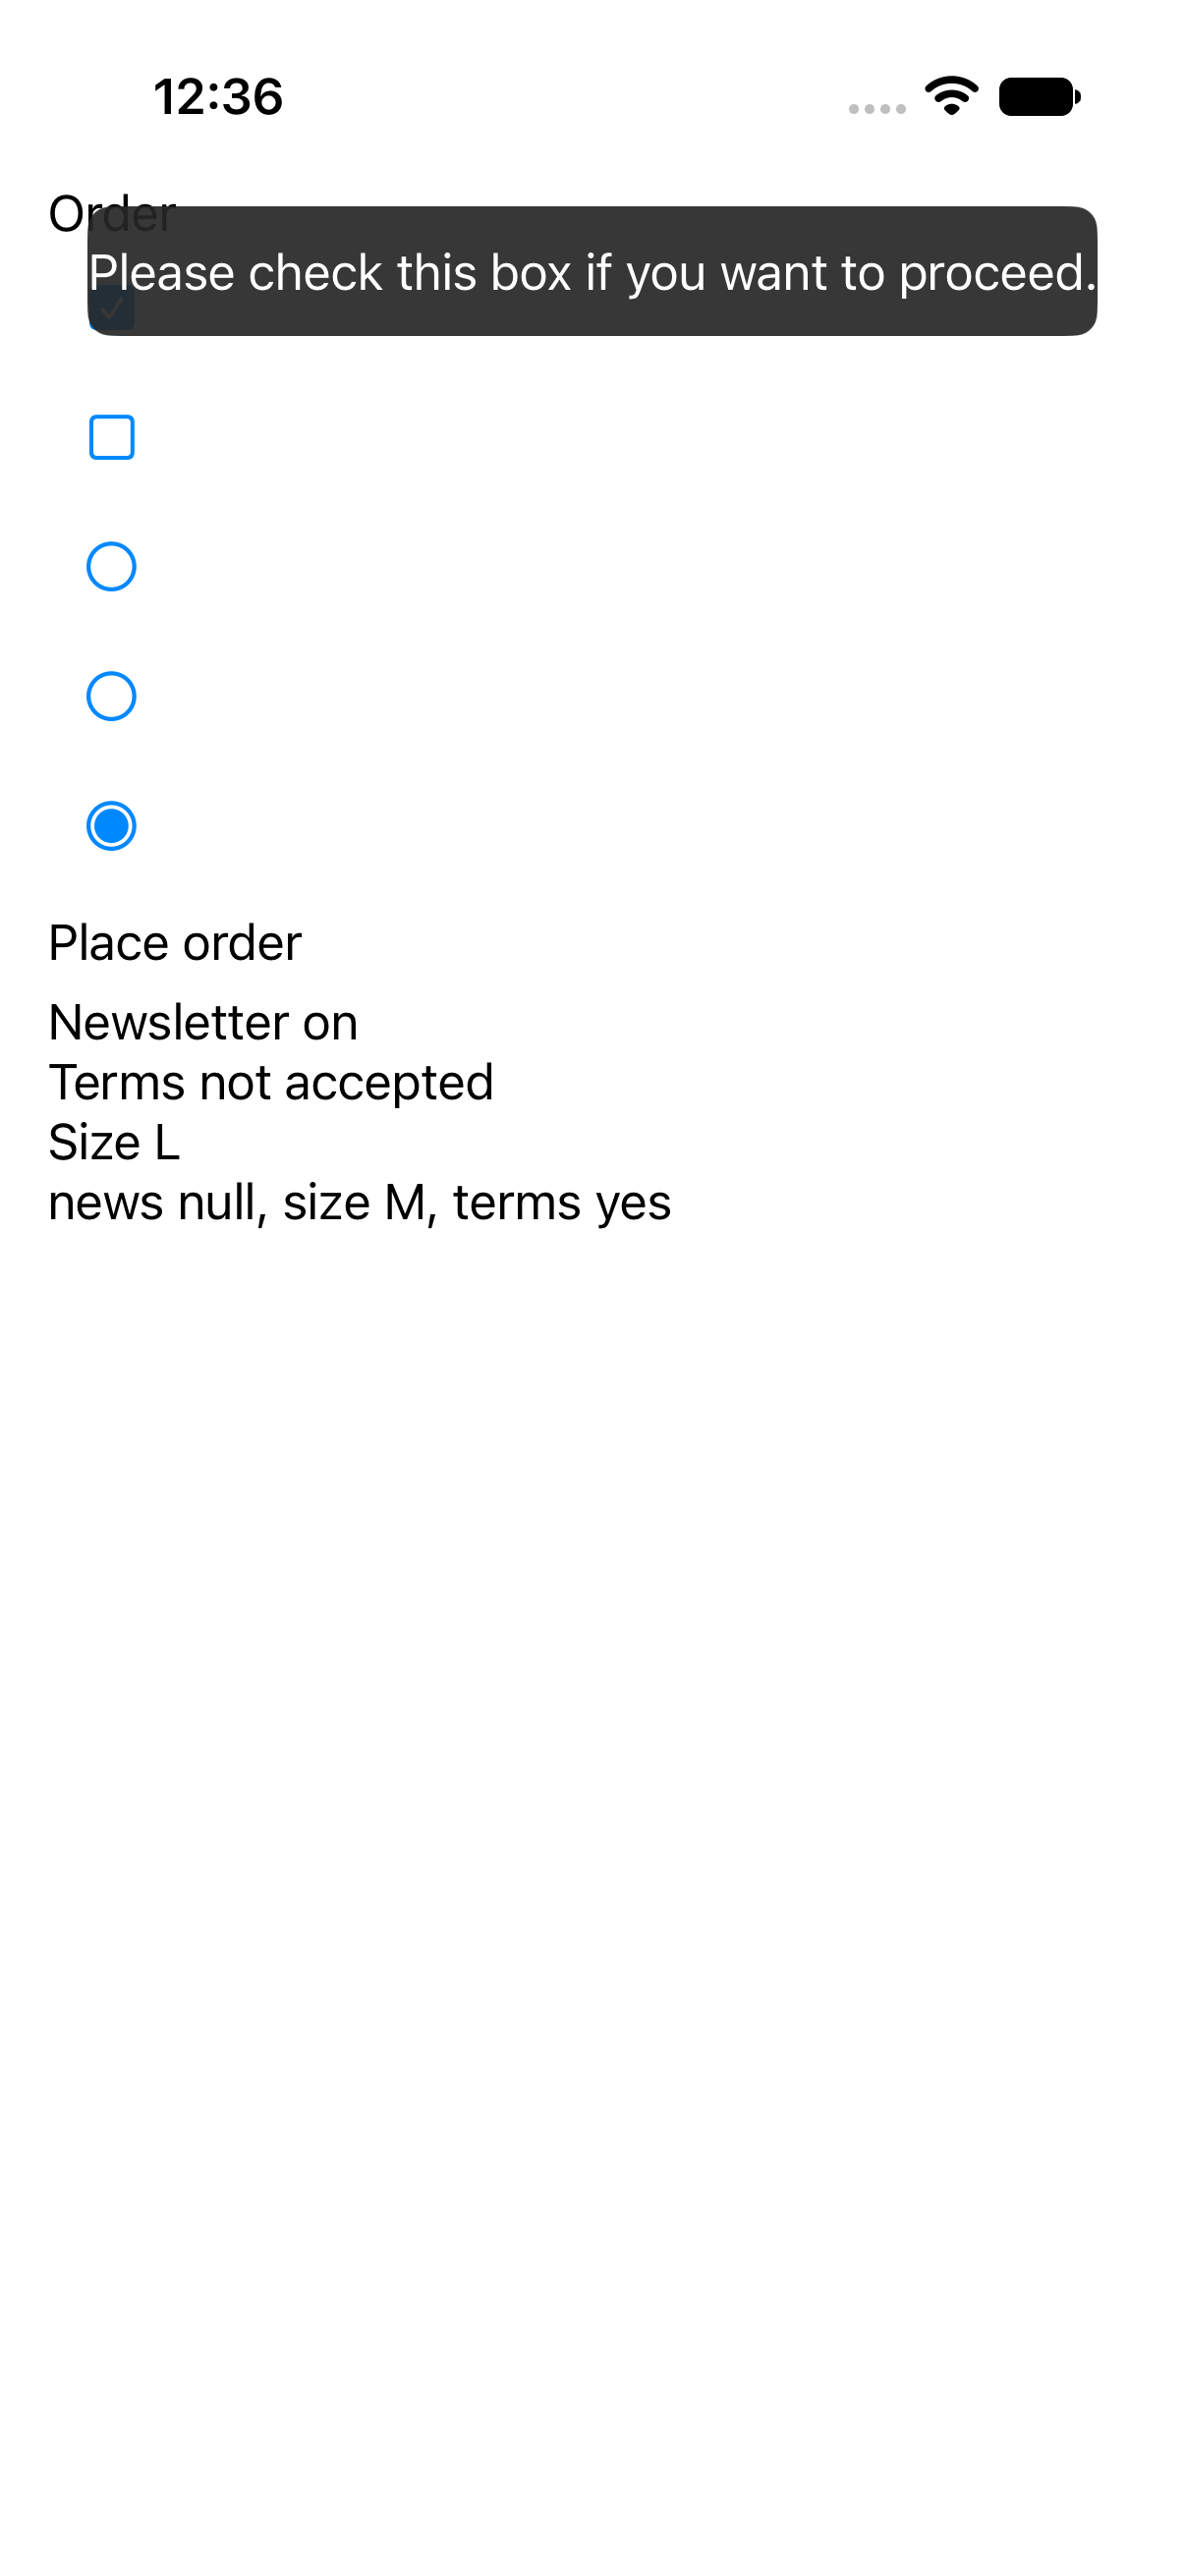 12:36
Order
Please check this box if you want to proceed.
Place order
Newsletter on
Terms not accepted
Size L
news null, size M, terms yes